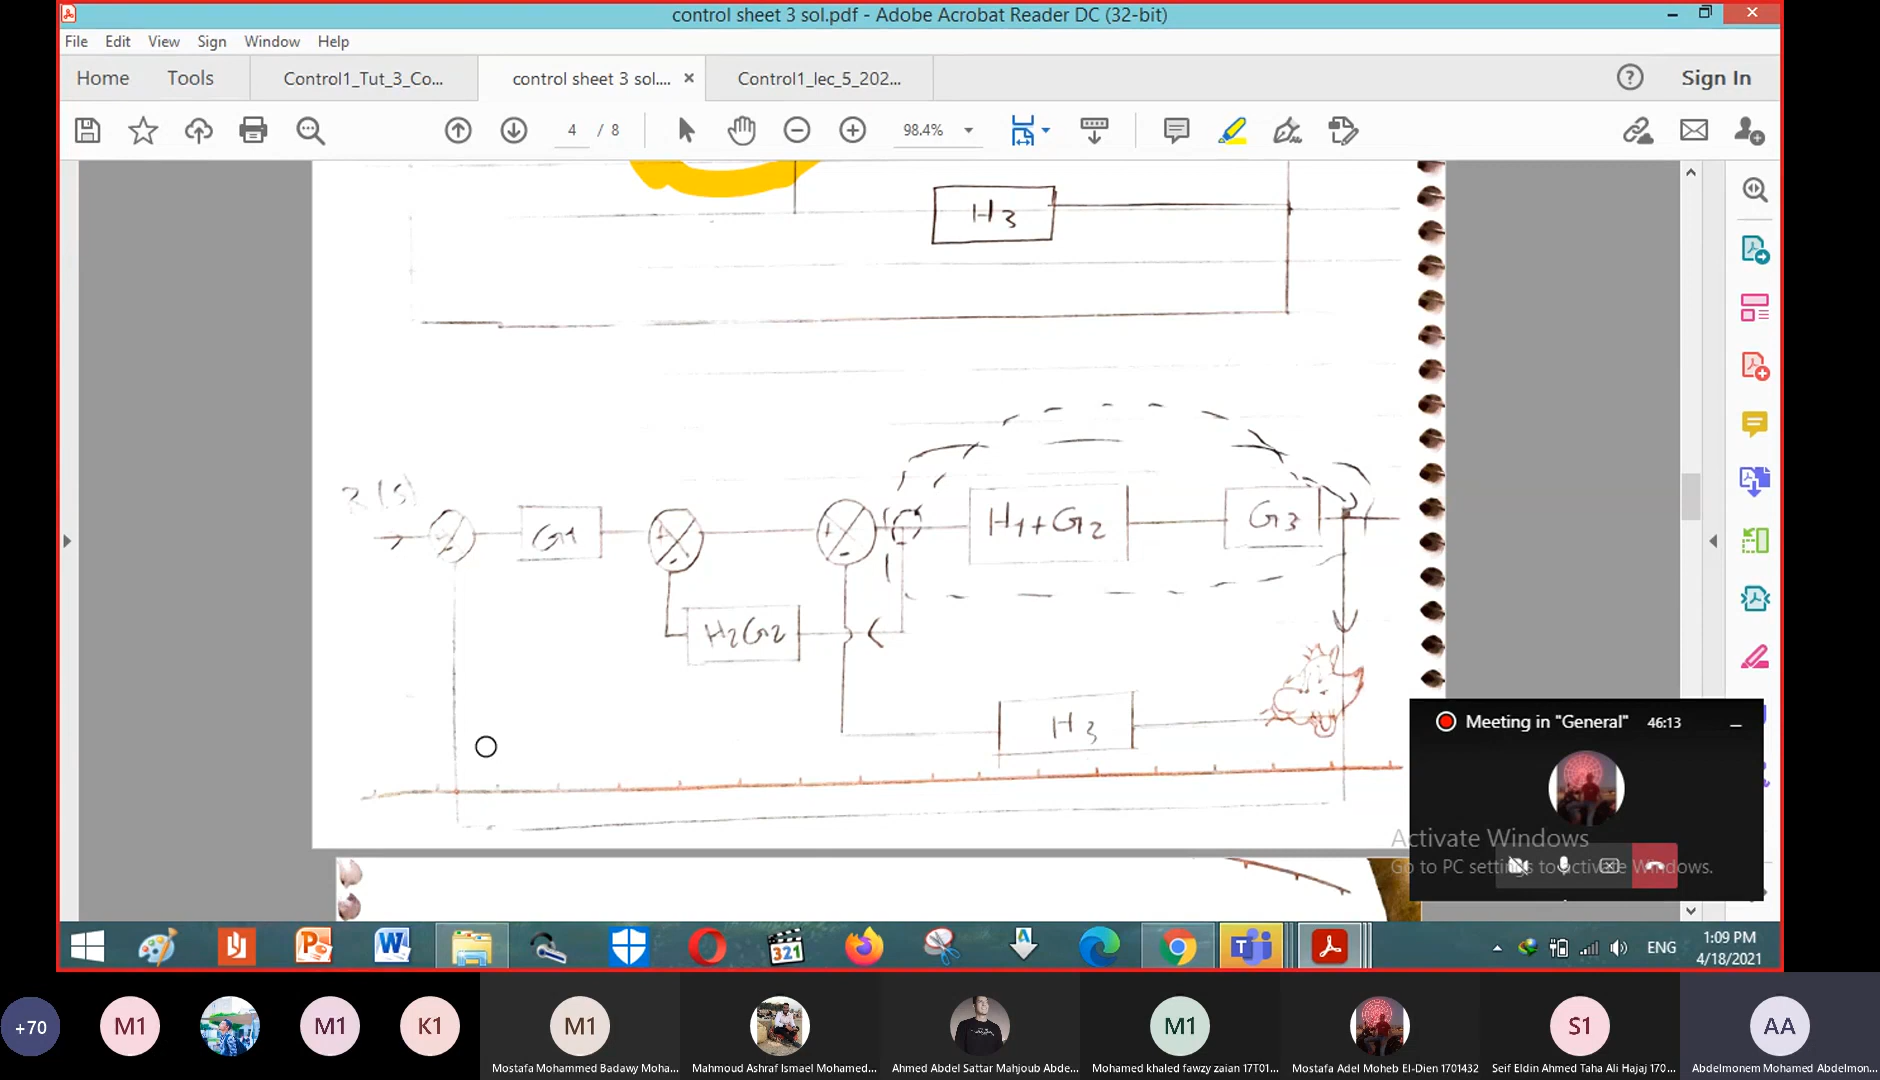 control sheet 3 sol.pdf - Adobe Acrobat Reader DC (32-bit)
File Edit View Sign Window Help
Home Tools Control1_Tut_3_Co... control sheet 3 sol.... × Control1_lec_5_202... Sign In
4 / 8 98.4%
H3
R(s)
G1 H1+G2 G3
H2G2
H3
Meeting in "General" 46:13
Activate Windows
Go to PC settings to activate Windows.
321
ENG
1:09 PM
4/18/2021
+70 M1 M1 K1 M1 M1 S1 AA
Mostafa Mohammed Badawy Moha... Mahmoud Ashraf Ismael Mohamed... Ahmed Abdel Sattar Mahjoub Abde... Mohamed khaled fawzy zaian 17T01... Mostafa Adel Moheb El-Dien 1701432 Seif Eldin Ahmed Taha Ali Hajaj 170... Abdelmonem Mohamed Abdelmon...